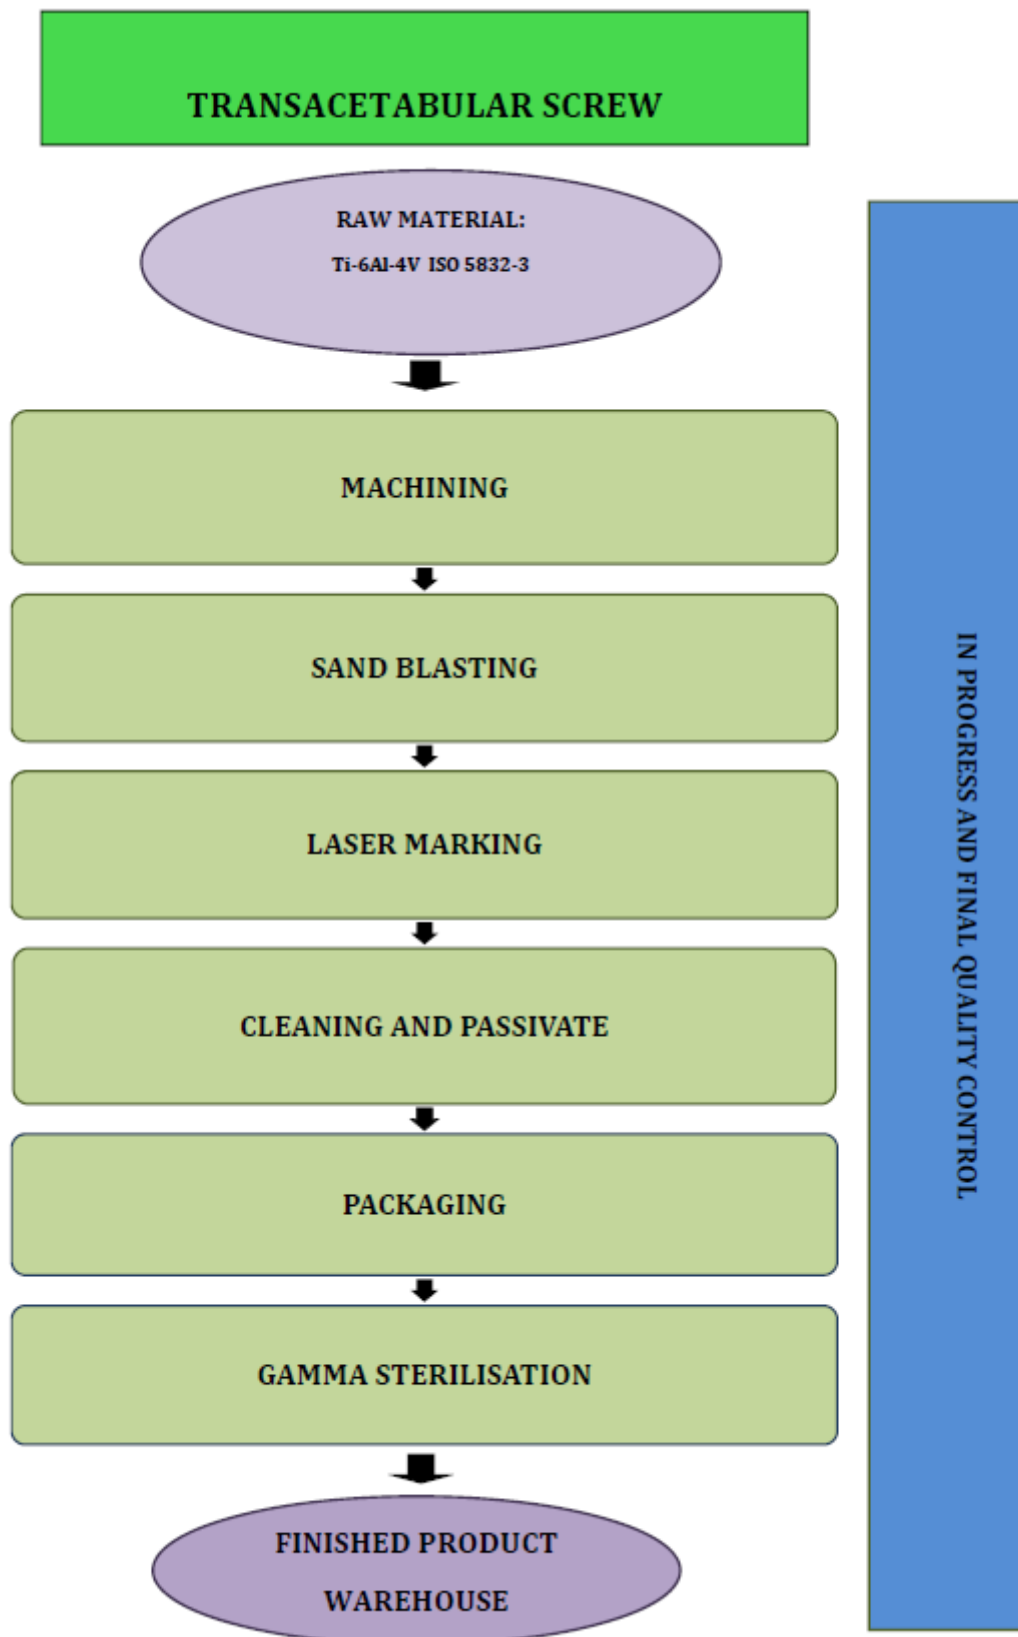 TRANSACETABULAR SCREW
RAW MATERIAL:
Ti-6Al-4V ISO 5832-3
MACHINING
SAND BLASTING
LASER MARKING
CLEANING AND PASSIVATE
PACKAGING
GAMMA STERILISATION
FINISHED PRODUCT
WAREHOUSE
IN PROGRESS AND FINAL QUALITY CONTROL